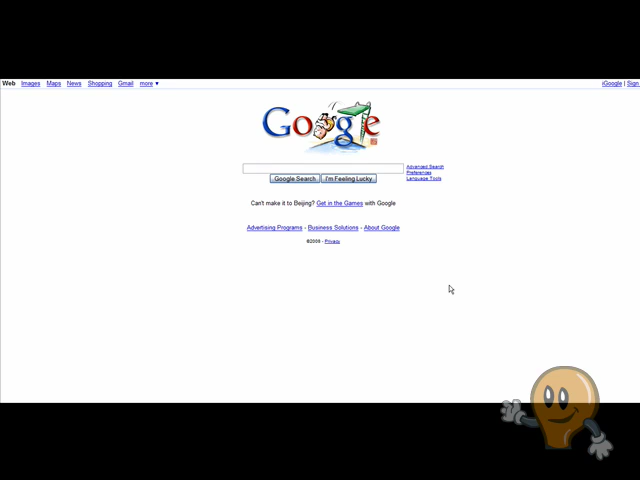 Web Images Maps News Shopping Gmail more ▼ iGoogle | Sign
Google
Advanced Search
Preferences
Language Tools
Google Search I'm Feeling Lucky
Can't make it to Beijing? Get in the Games with Google
Advertising Programs - Business Solutions - About Google
©2008 - Privacy